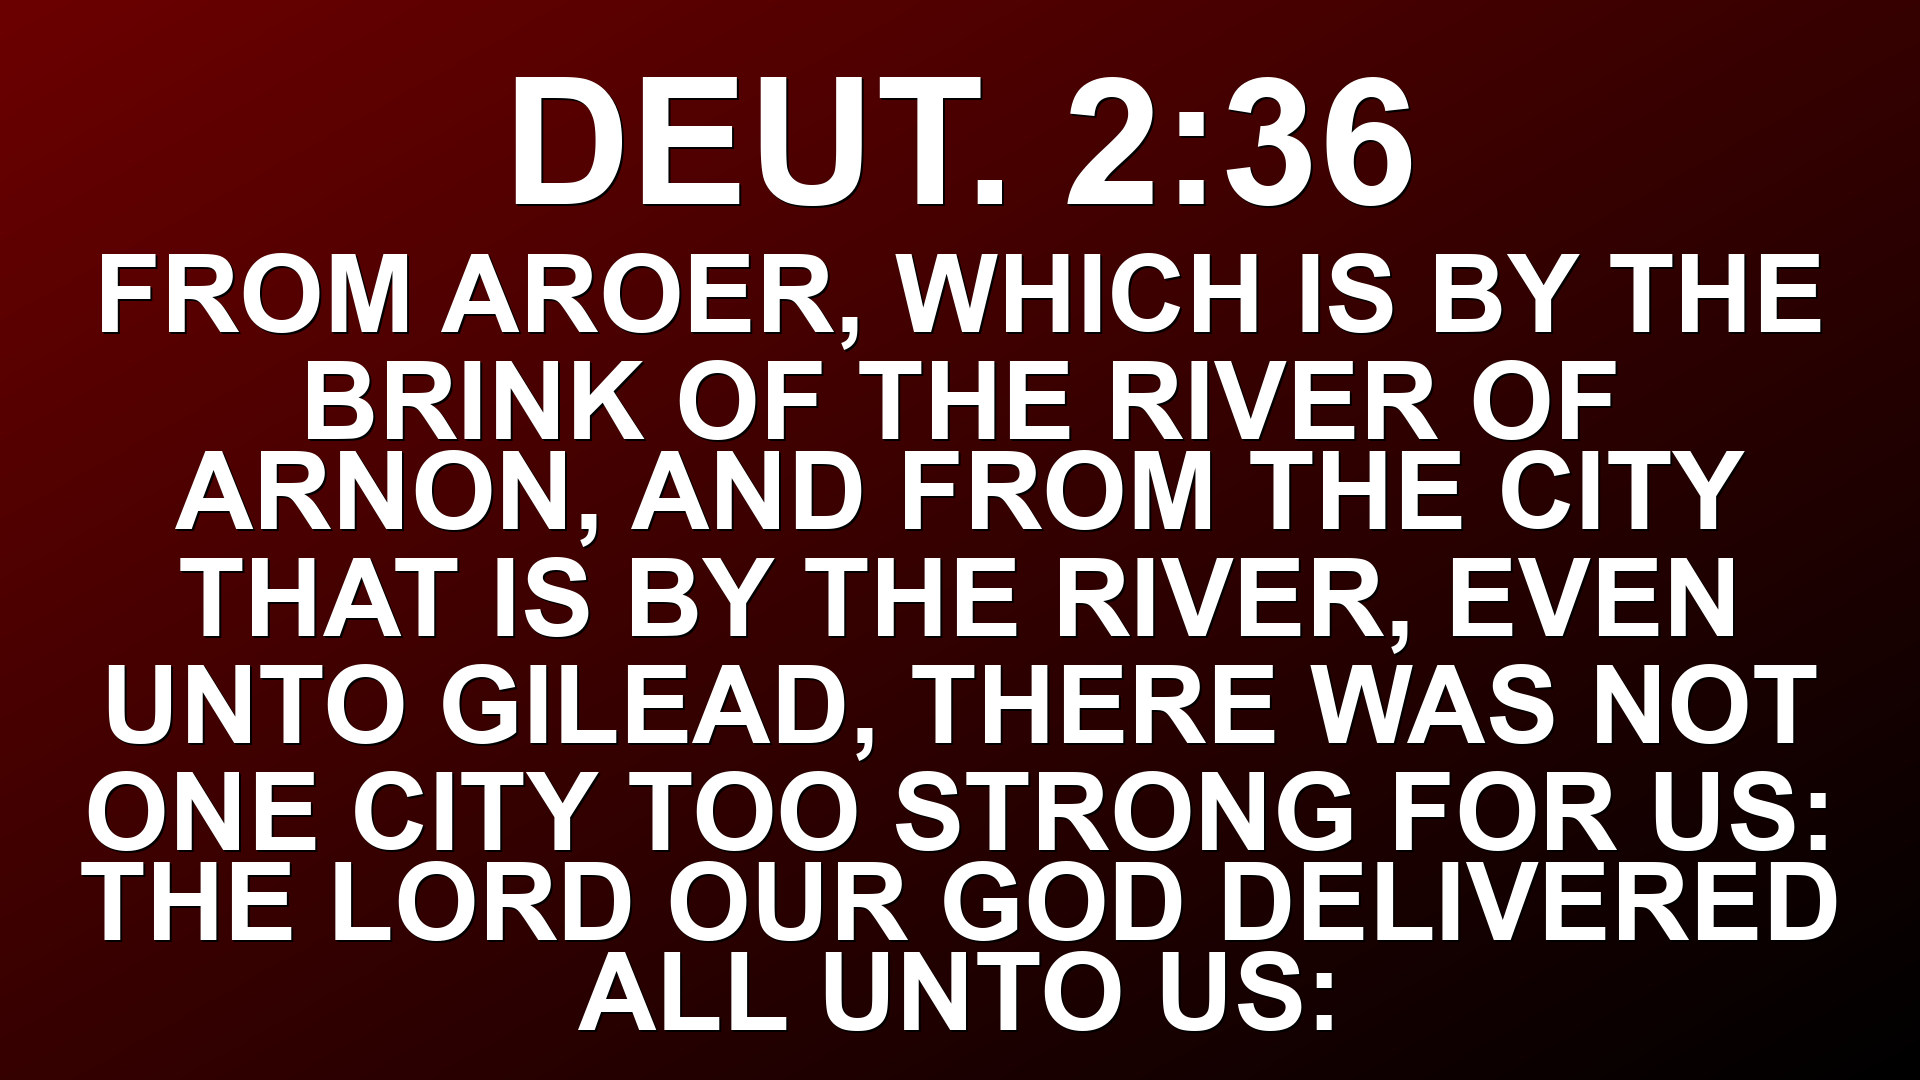 DEUT. 2:36
FROM AROER, WHICH IS BY THE
BRINK OF THE RIVER OF
ARNON, AND FROM THE CITY
THAT IS BY THE RIVER, EVEN
UNTO GILEAD, THERE WAS NOT
ONE CITY TOO STRONG FOR US:
THE LORD OUR GOD DELIVERED
ALL UNTO US: